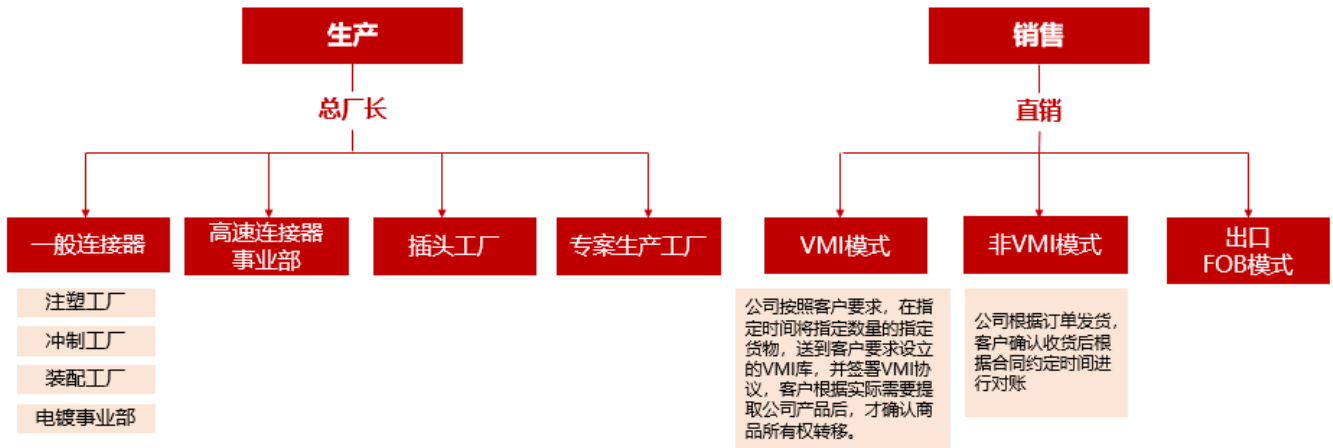 生产
总厂长
一般连接器
注塑工厂
冲制工厂
装配工厂
电镀事业部
高速连接器
事业部
插头工厂
专案生产工厂
销售
直销
VMI模式
公司按照客户要求，在指
定时间将指定数量的指定
货物，送到客户要求设立
的VMI库，并签署VMI协
议，客户根据实际需要提
取公司产品后，才确认商
品所有权转移。
非VMI模式
公司根据订单发货，
客户确认收货后根
据合同约定时间进
行对账
出口
FOB模式